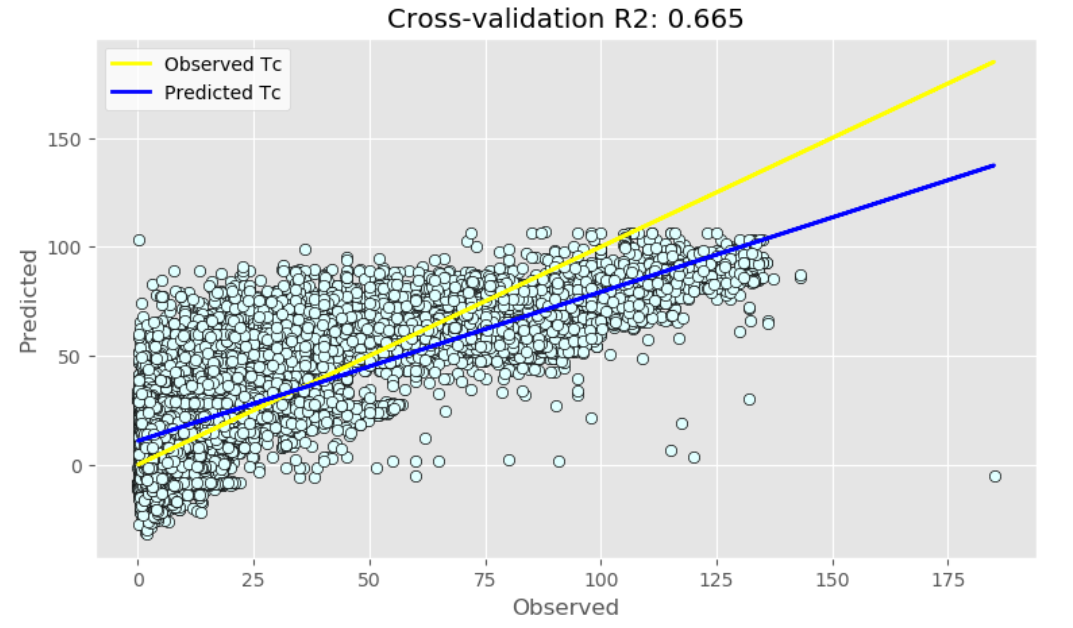 Cross-validation R2: 0.665
Observed Tc
Predicted Tc
150
100
50
0
Predicted
0 25 50 75 100 125 150 175
Observed